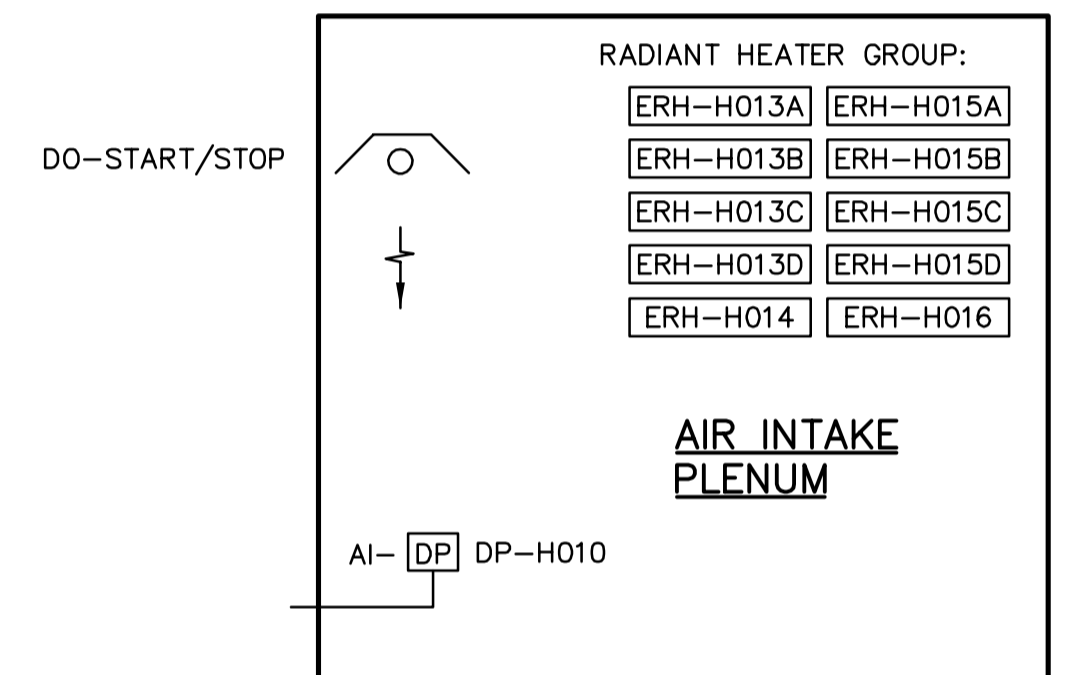 RADIANT HEATER GROUP:
ERH-H013A ERH-H015A
DO-START/STOP
ERH-H013B ERH-H015B
ERH-H013C ERH-H015C
ERH-H013D ERH-H015D
ERH-H014 ERH-H016
AIR INTAKE
PLENUM
AI- DP DP-H010